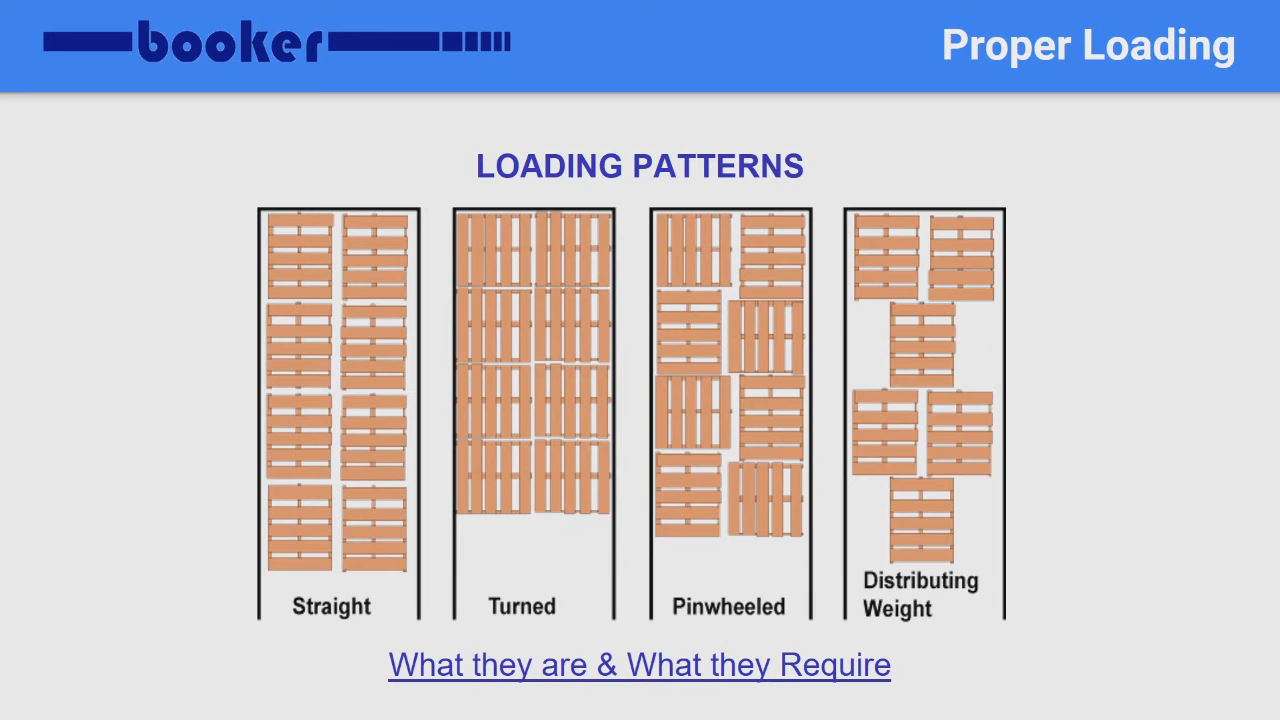 booker
Proper Loading
LOADING PATTERNS
Straight
Turned
Pinwheeled
Distributing
Weight
What they are & What they Require